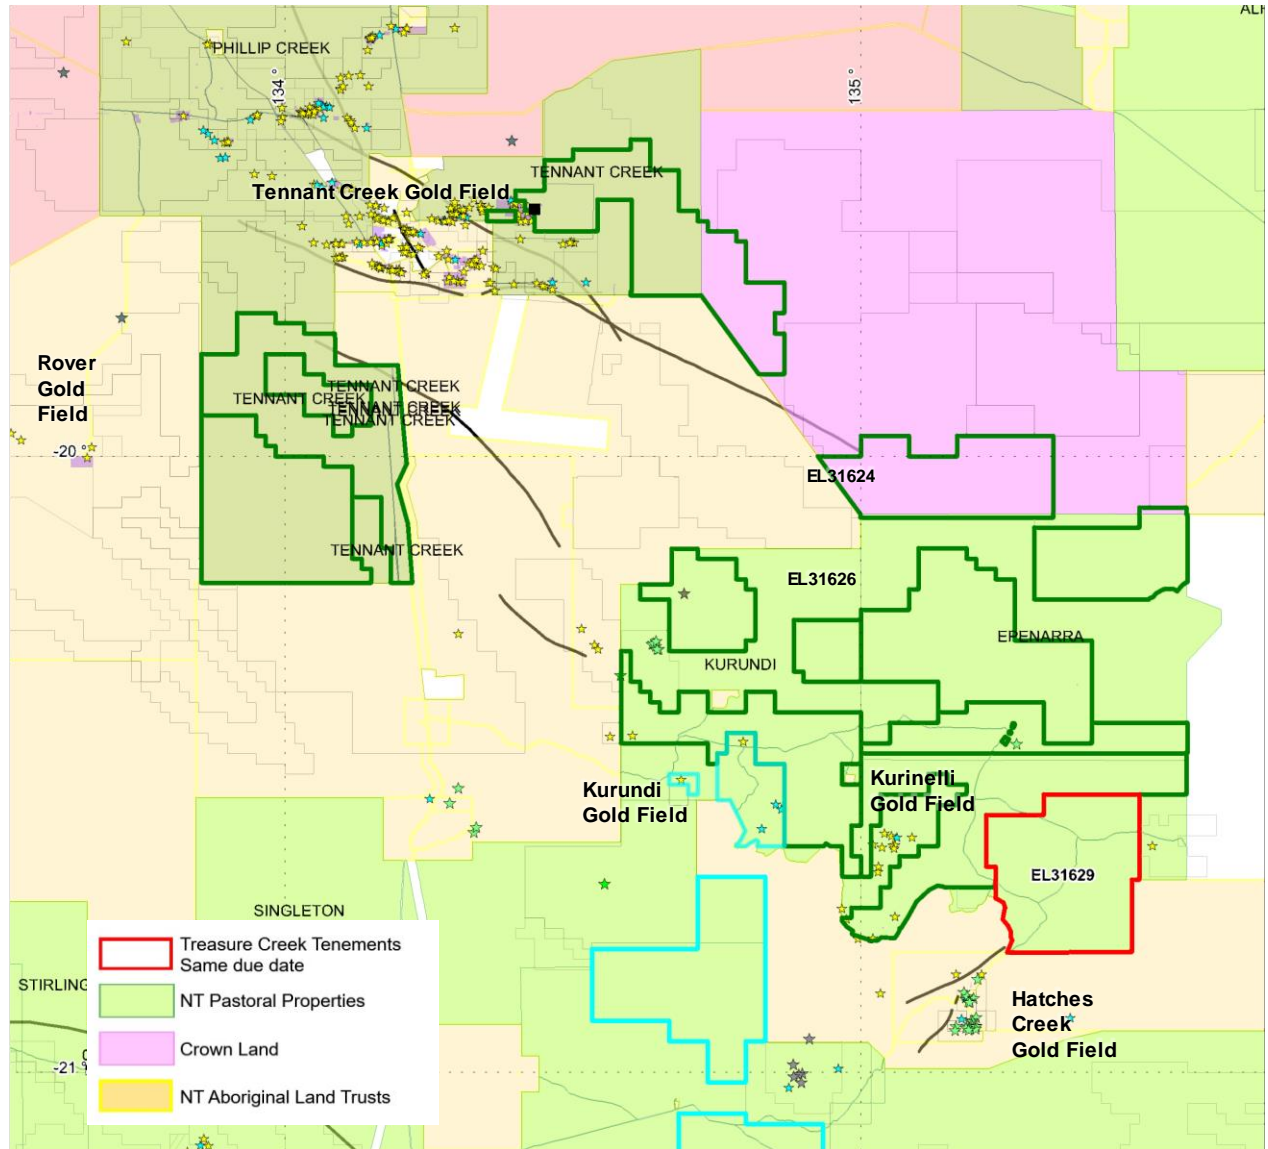 ALF
PHILLIP CREEK
134 °
135 °
TENNANT CREEK
Tennant Creek Gold Field
Rover
Gold
Field
TENNANT CREEK
TENNANT CREEK
TENNANT CREEK
TENNANT CREEK
-20 °
EL31624
TENNANT CREEK
EL31626
EPENARRA
KURUNDI
Kurundi
Gold Field
Kurinelli
Gold Field
EL31629
SINGLETON
Treasure Creek Tenements
Same due date
STIRLING
NT Pastoral Properties
Hatches
Creek
Gold Field
Crown Land
-21 °
NT Aboriginal Land Trusts